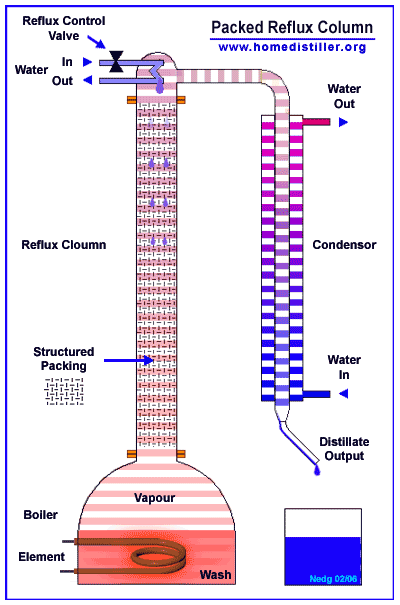 Packed Reflux Column
www.homedistiller.org
Reflux Control
Valve
In
Water
Out
Water
Out
Reflux Cloumn
Condensor
Structured
Packing
Water
In
Distillate
Output
Vapour
Boiler
Element
Wash
Nedg 02/06